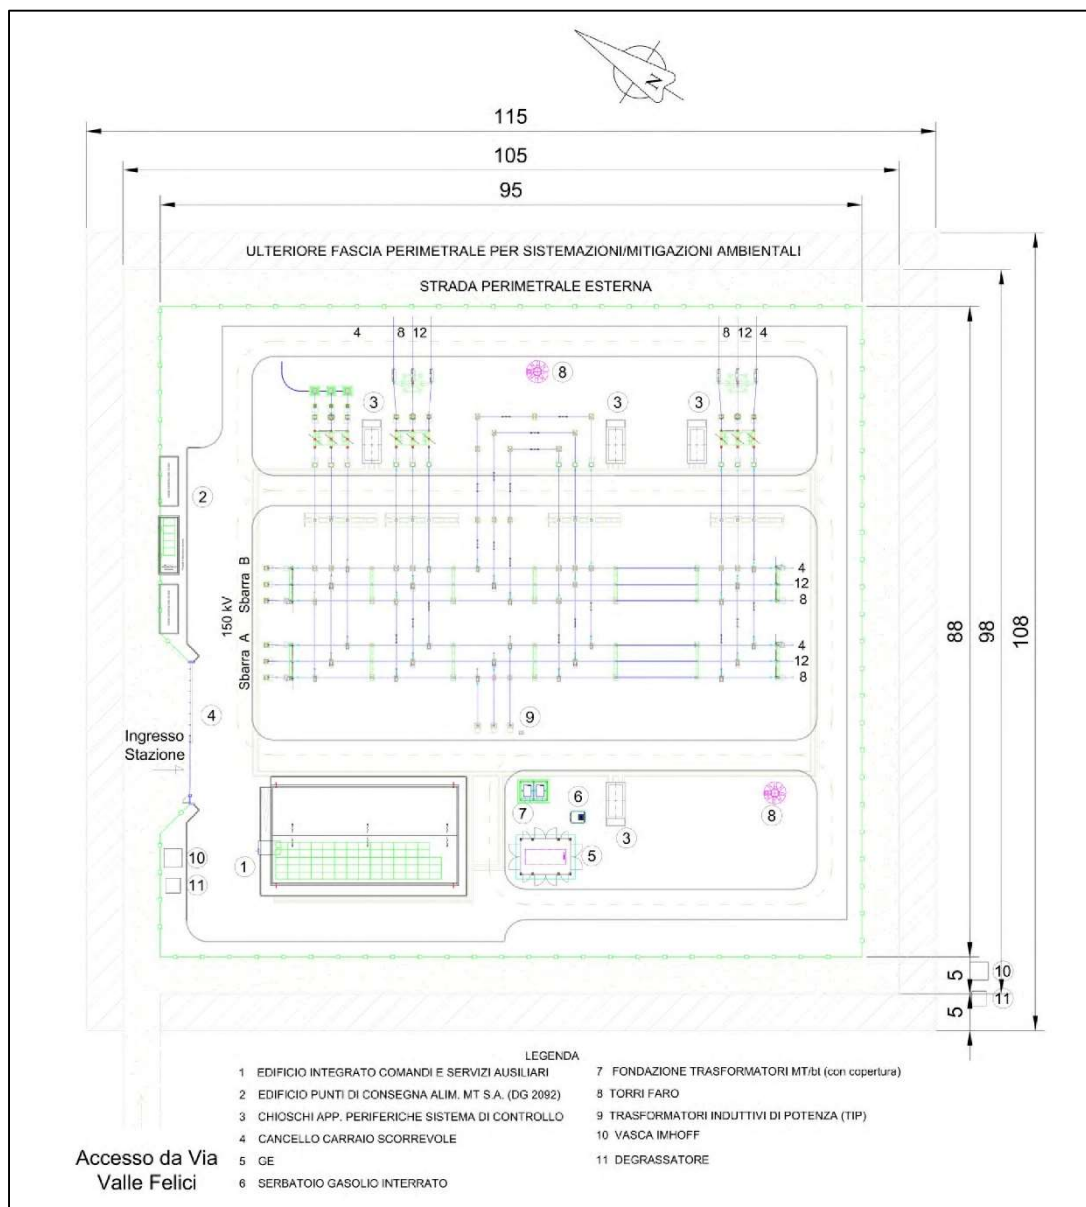 N
115
105
95
ULTERIORE FASCIA PERIMETRALE PER SISTEMAZIONI/MITIGAZIONI AMBIENTALI
STRADA PERIMETRALE ESTERNA
4 8 12
8 12 4
8
3
3
3
2
150 kV
Sbarra B
Sbarra A
4
12
8
4
12
8
88
98
108
4
9
Ingresso
Stazione
7
6
8
3
5
1
10
11
5
10
11
5
LEGENDA
1 EDIFICIO INTEGRATO COMANDI E SERVIZI AUSILIARI
2 EDIFICIO PUNTI DI CONSEGNA ALIM. MT S.A. (DG 2092)
3 CHIOSCHI APP. PERIFERICHE SISTEMA DI CONTROLLO
4 CANCELLO CARRAIO SCORREVOLE
5 GE
6 SERBATOIO GASOLIO INTERRATO
7 FONDAZIONE TRASFORMATORI MT/bt (con copertura)
8 TORRI FARO
9 TRASFORMATORI INDUTTIVI DI POTENZA (TIP)
10 VASCA IMHOFF
11 DEGRASSATORE
Accesso da Via
Valle Felici